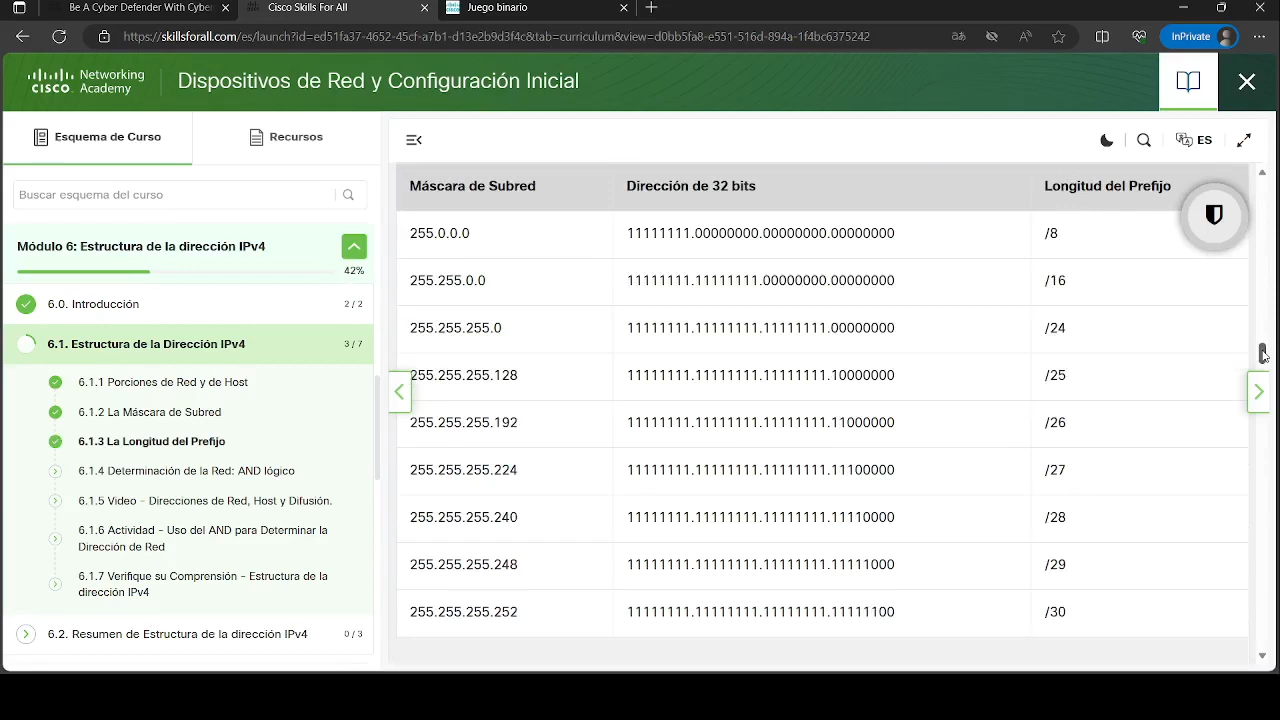 Be A Cyber Defender With Cyber
Cisco Skills For All
Juego binario
https://skillsforall.com/es/launch?id=ed51fa37-4652-45cf-a7b1-d13e2b9d3f4c8&tab=curriculum&view=d0bb5fa8-e551-516d-894a-1f4bc6375242
InPrivate
Networking
CISCO Academy
Dispositivos de Red y Configuración Inicial
Esquema de Curso
Recursos
ES
Buscar esquema del curso
Módulo 6: Estructura de la dirección IPv4
42%
6.0. Introducción 2 / 2
6.1. Estructura de la Dirección IPv4 3 / 7
6.1.1 Porciones de Red y de Host
6.1.2 La Máscara de Subred
6.1.3 La Longitud del Prefijo
6.1.4 Determinación de la Red: AND lógico
6.1.5 Video – Direcciones de Red, Host y Difusión.
6.1.6 Actividad – Uso del AND para Determinar la
Dirección de Red
6.1.7 Verifique su Comprensión – Estructura de la
dirección IPv4
6.2. Resumen de Estructura de la dirección IPv4 0 / 3
Máscara de Subred Dirección de 32 bits Longitud del Prefijo
255.0.0.0 11111111.00000000.00000000.00000000 /8
255.255.0.0 11111111.11111111.00000000.00000000 /16
255.255.255.0 11111111.11111111.11111111.00000000 /24
255.255.255.128 11111111.11111111.11111111.10000000 /25
255.255.255.192 11111111.11111111.11111111.11000000 /26
255.255.255.224 11111111.11111111.11111111.11100000 /27
255.255.255.240 11111111.11111111.11111111.11110000 /28
255.255.255.248 11111111.11111111.11111111.11111000 /29
255.255.255.252 11111111.11111111.11111111.11111100 /30